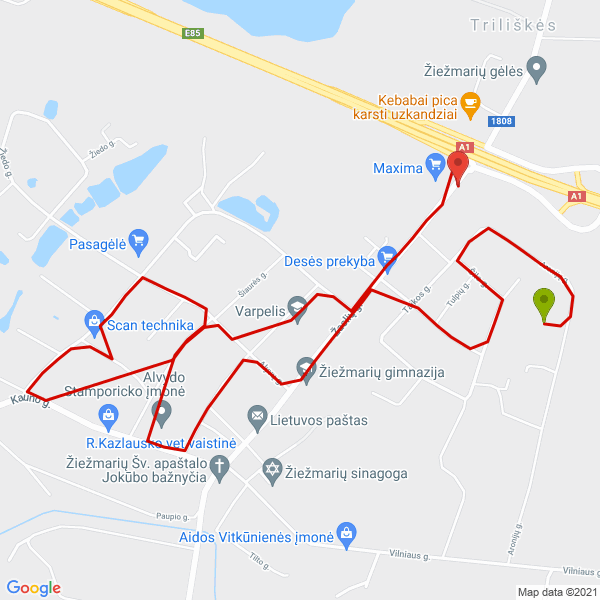 Triliškės
E85
Žiežmarių gėlės
Kebabai pica
karsti uzkandziai
1808
A1
Maxima
A1
Žiedo g.
Žiedo g.
Pasagėlė
Desės prekyba
Šiaurės g.
Taikos g.
Tulpių g.
Varpelis
Scan technika
Žaslių g.
Žiežmarių gimnazija
Alvydo
Stamporicko įmonė
Kauno g.
Lietuvos paštas
R.Kazlausko vet.vaistinė
Žiežmarių Šv. apaštalo
Jokūbo bažnyčia
Žiežmarių sinagoga
Paupio g.
Aidos Vitkūnienės įmonė
Tilto g.
Vilniaus g.
Aronijų g.
Vilniaus g.
Google
Map data ©2021